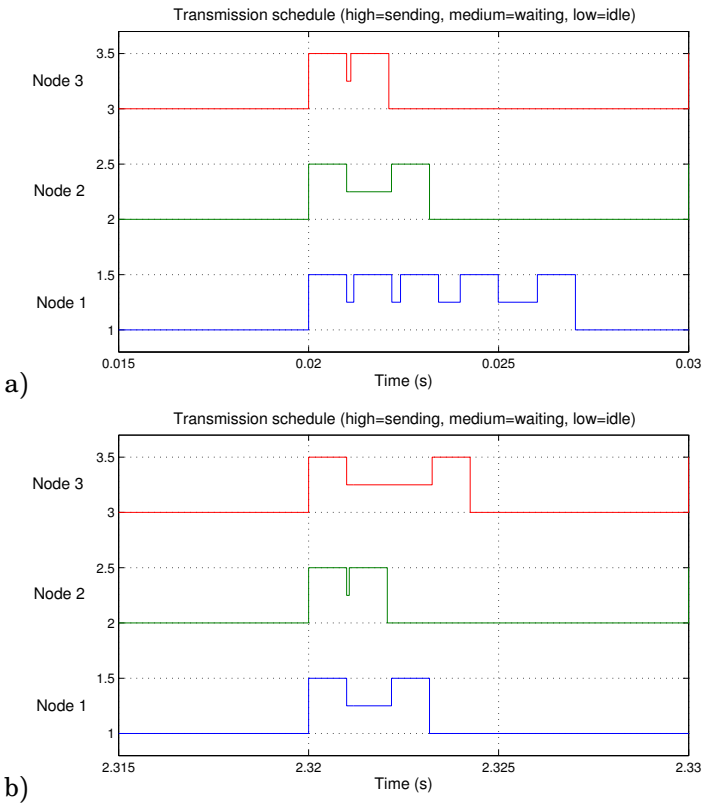 Transmission schedule (high=sending, medium=waiting, low=idle)
3.5
Node 3
3
2.5
Node 2
2
1.5
Node 1
1
0.015 0.02 0.025 0.03
Time (s)
a)
Transmission schedule (high=sending, medium=waiting, low=idle)
3.5
Node 3
3
2.5
Node 2
2
1.5
Node 1
1
2.315 2.32 2.325 2.33
Time (s)
b)